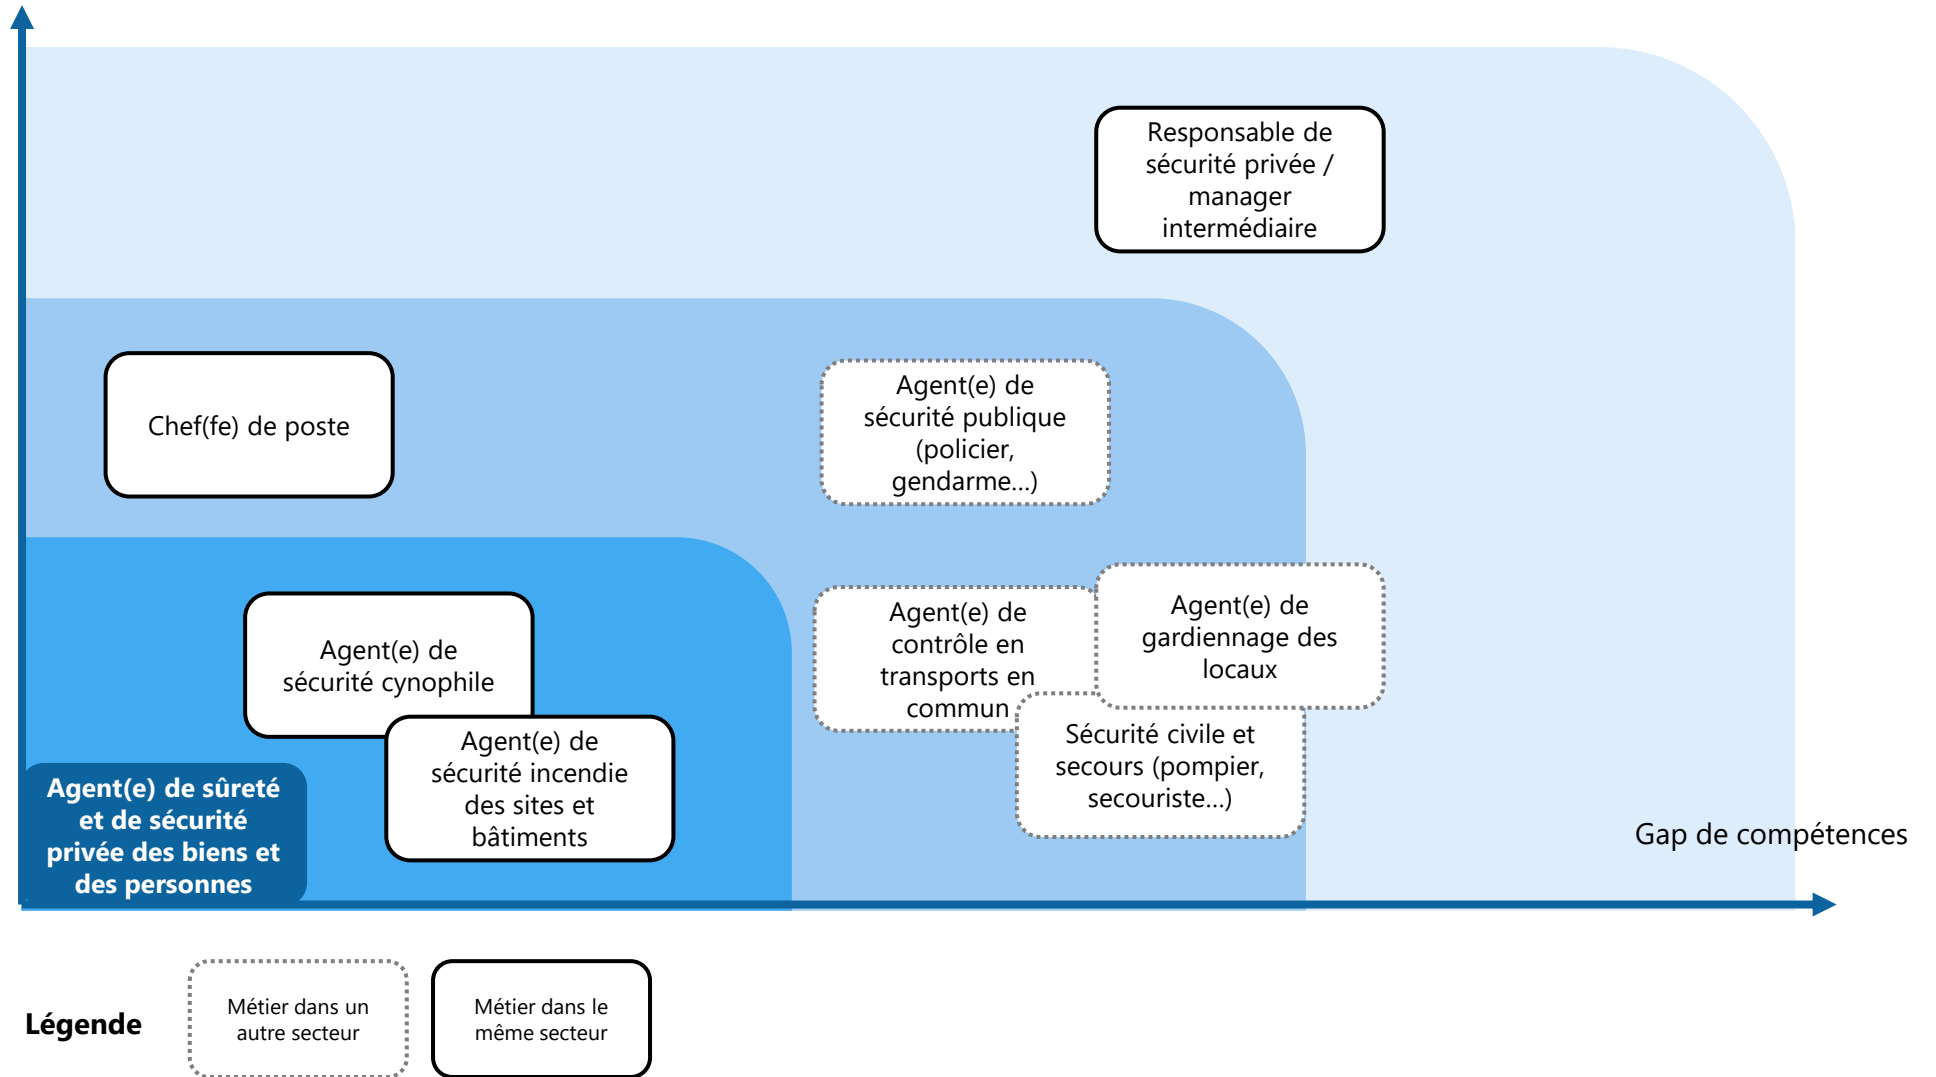 Responsable de
sécurité privée /
manager
intermédiaire
Chef(fe) de poste
Agent(e) de
sécurité publique
(policier,
gendarme...)
Agent(e) de
sécurité cynophile
Agent(e) de
contrôle en
transports en
commun
Agent(e) de
gardiennage des
locaux
Agent(e) de
sécurité incendie
des sites et
bâtiments
Sécurité civile et
secours (pompier,
secouriste...)
Agent(e) de sûreté
et de sécurité
privée des biens et
des personnes
Gap de compétences
Légende
Métier dans un
autre secteur
Métier dans le
même secteur